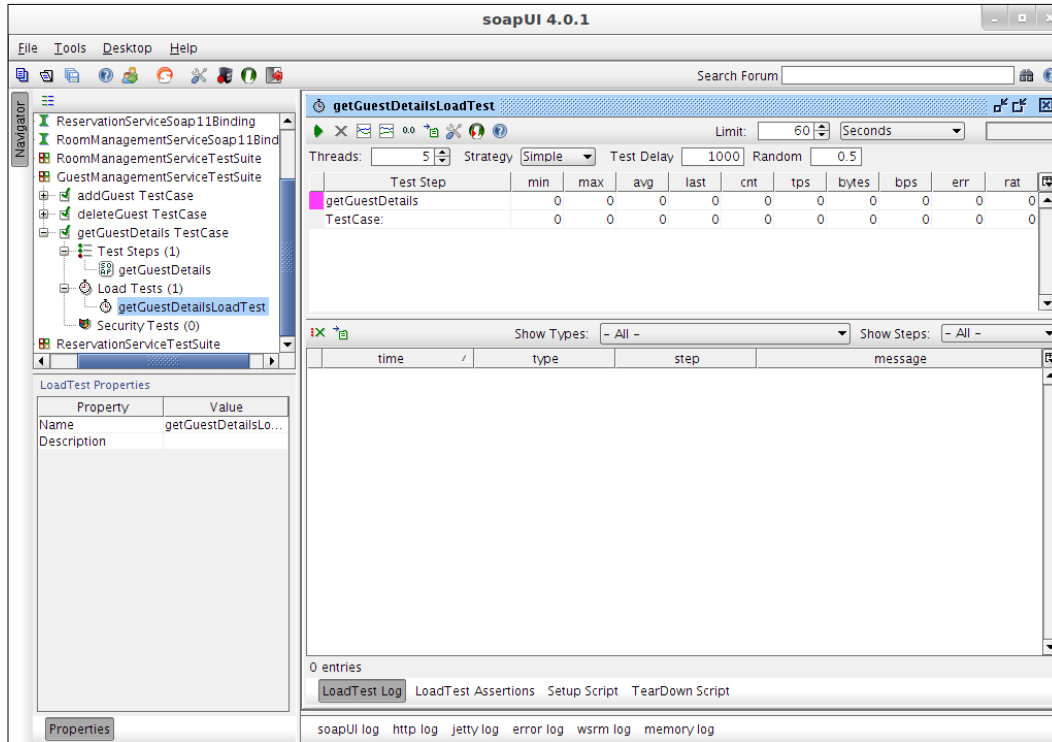 soapUI 4.0.1
File Tools Desktop Help
Search Forum
Navigator
ReservationServiceSoap11Binding
RoomManagementServiceSoap11Bind
RoomManagementServiceTestSuite
GuestManagementServiceTestSuite
addGuest TestCase
deleteGuest TestCase
getGuestDetails TestCase
Test Steps (1)
getGuestDetails
Load Tests (1)
getGuestDetailsLoadTest
Security Tests (0)
ReservationServiceTestSuite
LoadTest Properties
Property Value
Name getGuestDetailsLo...
Description
Properties
getGuestDetailsLoadTest
0.0 Limit: 60 Seconds
Threads: 5 Strategy Simple Test Delay 1000 Random 0.5
Test Step min max avg last cnt tps bytes bps err rat
getGuestDetails 0 0 0 0 0 0 0 0 0 0
TestCase: 0 0 0 0 0 0 0 0 0 0
Show Types: - All - Show Steps: - All -
time type step message
0 entries
LoadTest Log LoadTest Assertions Setup Script TearDown Script
soapUI log http log jetty log error log wsrm log memory log